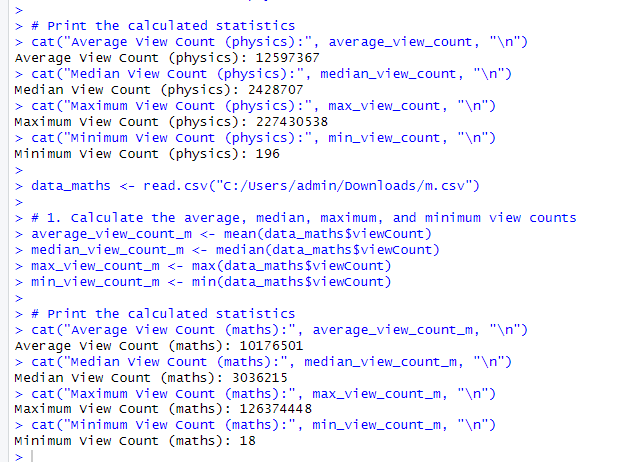 >
> # Print the calculated statistics
> cat("Average View Count (physics):", average_view_count, "\n")
Average View Count (physics): 12597367
> cat("Median View Count (physics):", median_view_count, "\n")
Median View Count (physics): 2428707
> cat("Maximum View Count (physics):", max_view_count, "\n")
Maximum View Count (physics): 227430538
> cat("Minimum View Count (physics):", min_view_count, "\n")
Minimum View Count (physics): 196
>
> data_maths <- read.csv("C:/Users/admin/Downloads/m.csv")
>
> # 1. Calculate the average, median, maximum, and minimum view counts
> average_view_count_m <- mean(data_maths$viewCount)
> median_view_count_m <- median(data_maths$viewCount)
> max_view_count_m <- max(data_maths$viewCount)
> min_view_count_m <- min(data_maths$viewCount)
>
> # Print the calculated statistics
> cat("Average View Count (maths):", average_view_count_m, "\n")
Average View Count (maths): 10176501
> cat("Median View Count (maths):", median_view_count_m, "\n")
Median View Count (maths): 3036215
> cat("Maximum View Count (maths):", max_view_count_m, "\n")
Maximum View Count (maths): 126374448
> cat("Minimum View Count (maths):", min_view_count_m, "\n")
Minimum View Count (maths): 18
>